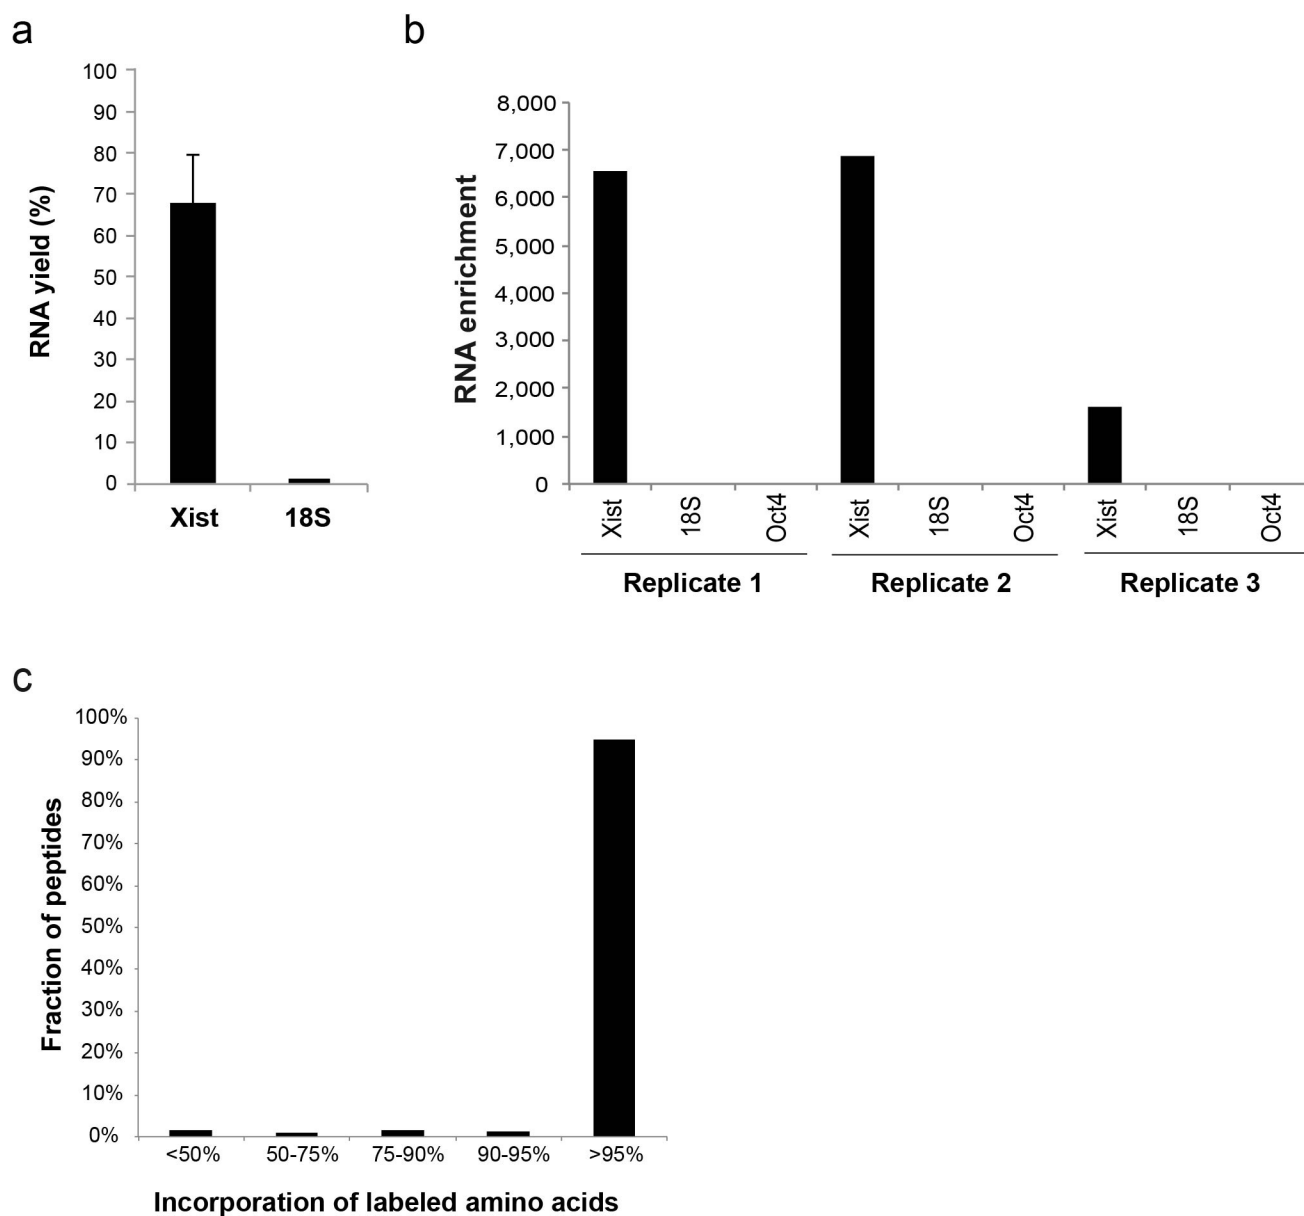 a
RNA yield (%)
100
90
80
70
60
50
40
30
20
10
0
Xist 18S
b
RNA enrichment
8,000
7,000
6,000
5,000
4,000
3,000
2,000
1,000
0
Xist 18S Oct4 Xist 18S Oct4 Xist 18S Oct4
Replicate 1 Replicate 2 Replicate 3
c
Fraction of peptides
100%
90%
80%
70%
60%
50%
40%
30%
20%
10%
0%
<50% 50-75% 75-90% 90-95% >95%
Incorporation of labeled amino acids